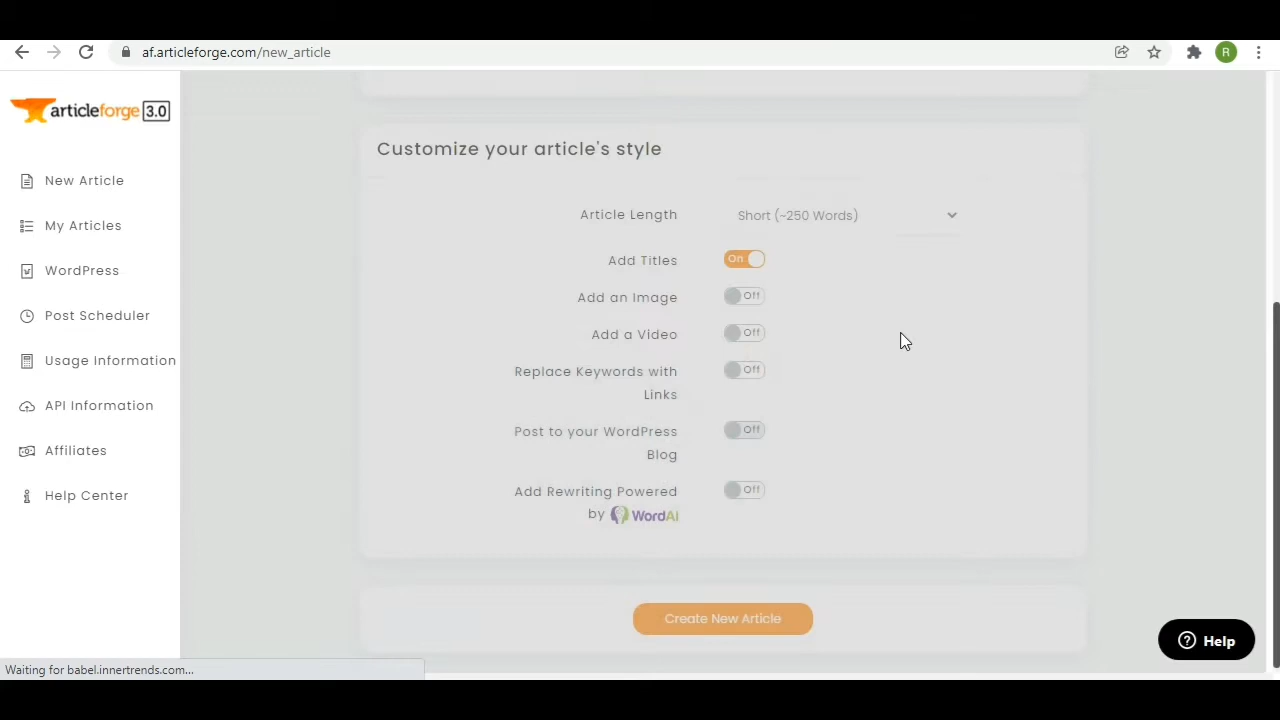 af.articleforge.com/new_article
R
articleforge 3.0
New Article
My Articles
WordPress
Post Scheduler
Usage Information
API Information
Affiliates
Help Center
Customize your article's style
Article Length
Short (~250 Words)
Add Titles
On
Add an Image
Off
Add a Video
Off
Replace Keywords with
Links
Off
Post to your WordPress
Blog
Off
Add Rewriting Powered
by WordAi
Off
Create New Article
? Help
Waiting for babel.innertrends.com...